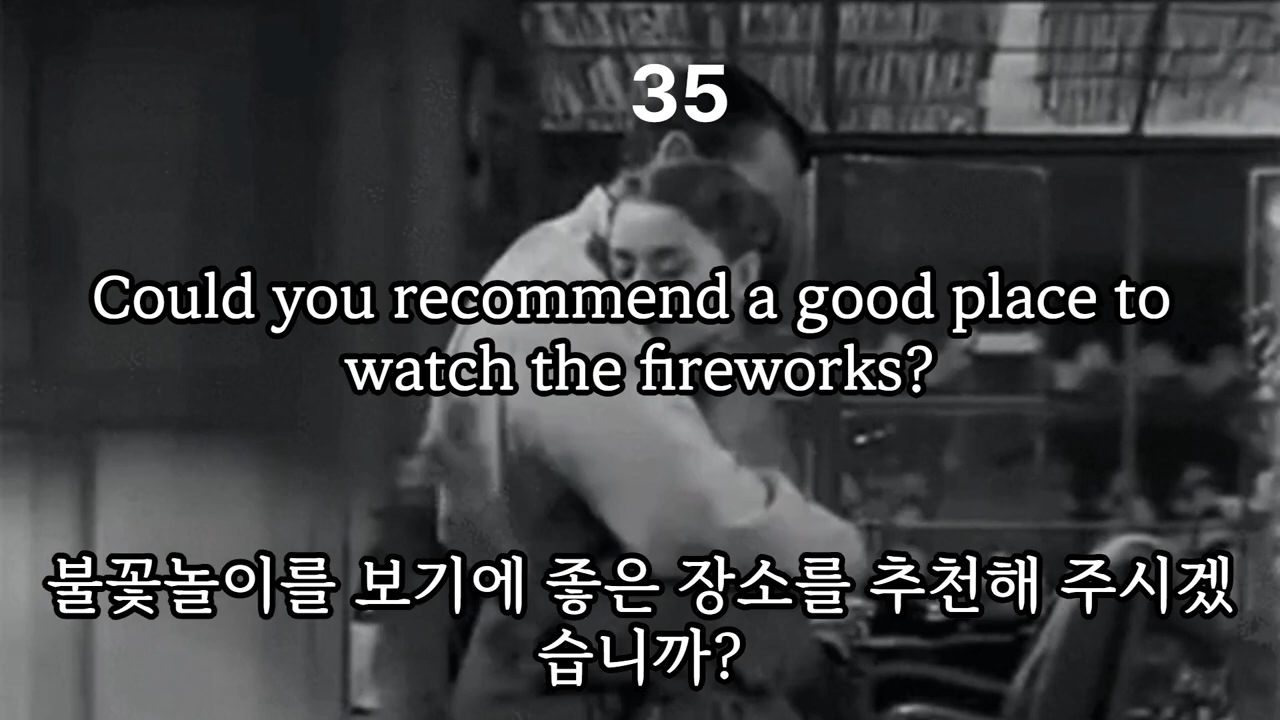 35
Could you recommend a good place to
watch the fireworks?
불꽃놀이를 보기에 좋은 장소를 추천해 주시겠
습니까?